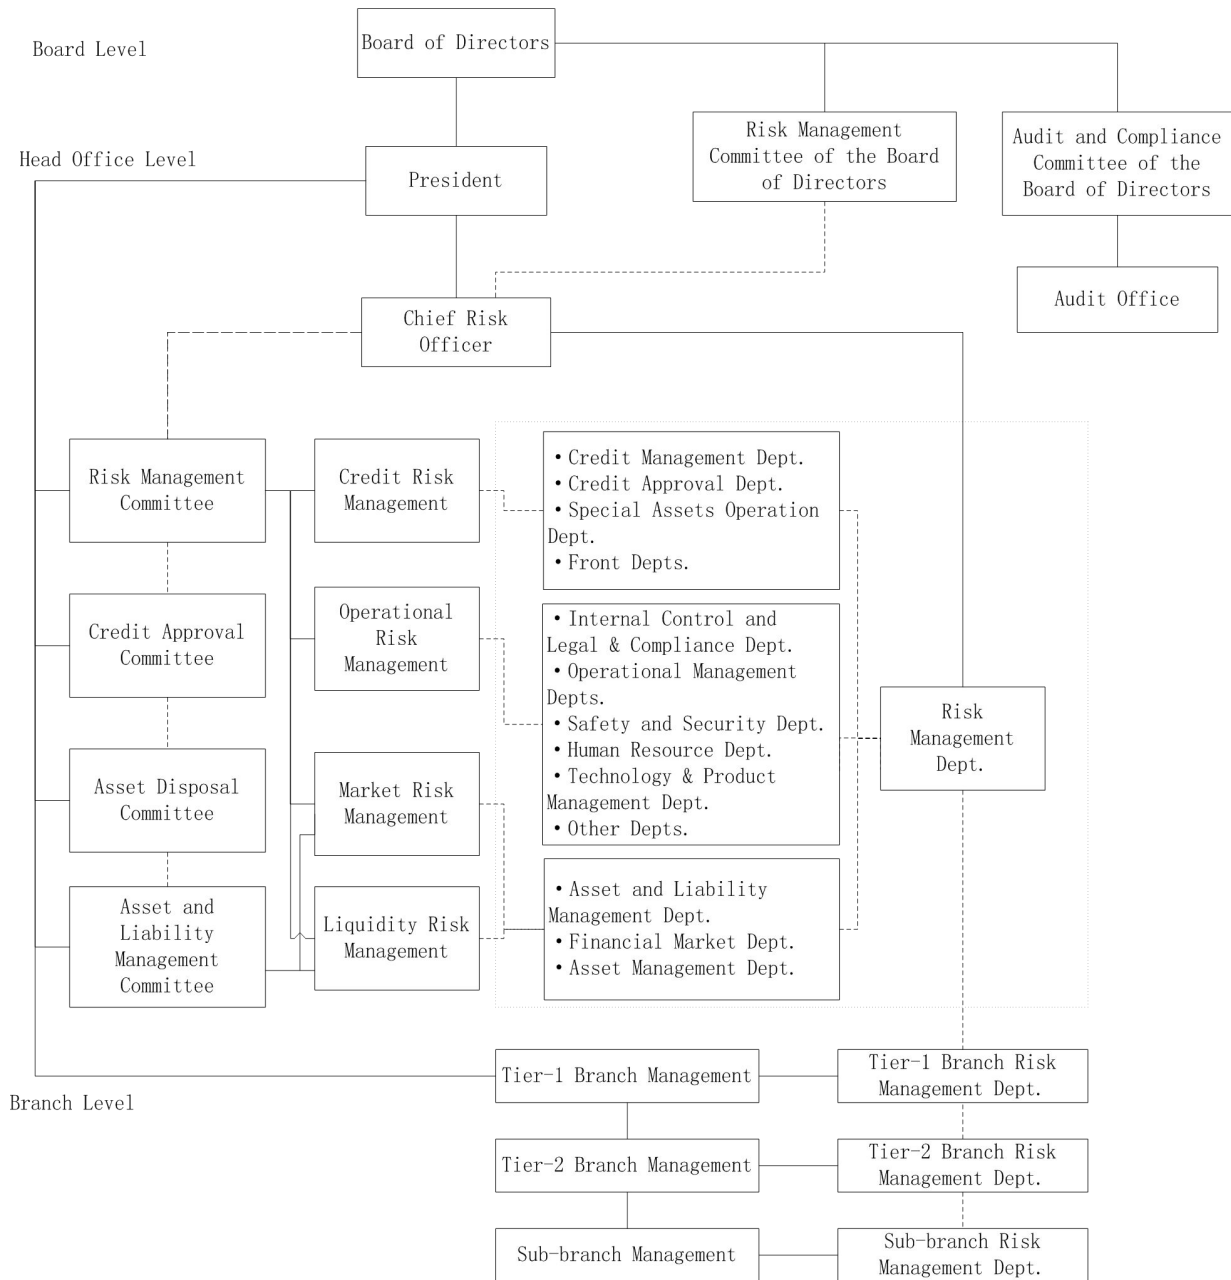 Board Level
Board of Directors
Risk Management
Committee of the Board
of Directors
Audit and Compliance
Committee of the
Board of Directors
Head Office Level
President
Audit Office
Chief Risk
Officer
Risk Management
Committee
Credit Risk
Management
• Credit Management Dept.
• Credit Approval Dept.
• Special Assets Operation
Dept.
• Front Depts.
Credit Approval
Committee
Operational
Risk
Management
• Internal Control and
Legal & Compliance Dept.
• Operational Management
Depts.
• Safety and Security Dept.
• Human Resource Dept.
• Technology & Product
Management Dept.
• Other Depts.
Risk
Management
Dept.
Asset Disposal
Committee
Market Risk
Management
Asset and
Liability
Management
Committee
Liquidity Risk
Management
• Asset and Liability
Management Dept.
• Financial Market Dept.
• Asset Management Dept.
Branch Level
Tier-1 Branch Management
Tier-1 Branch Risk
Management Dept.
Tier-2 Branch Management
Tier-2 Branch Risk
Management Dept.
Sub-branch Management
Sub-branch Risk
Management Dept.